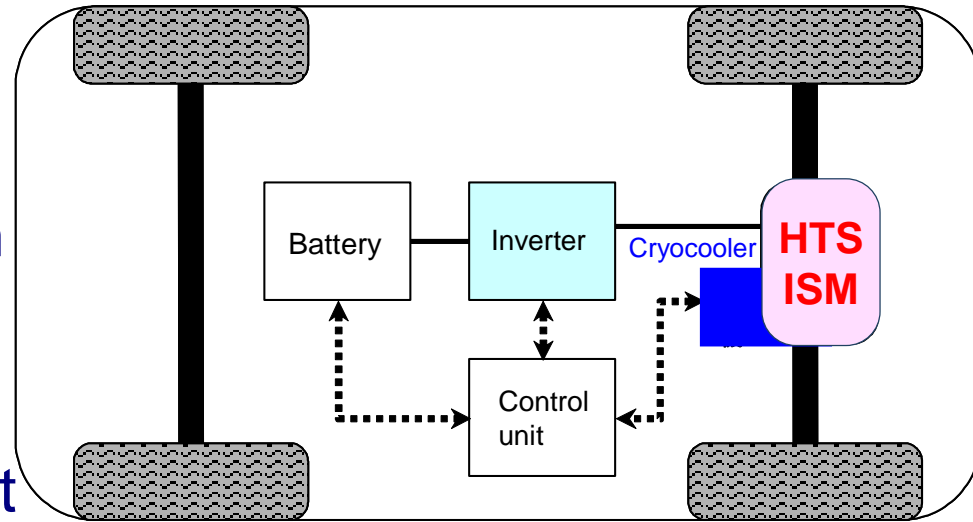 Battery
Inverter
Cryocooler
HTS
ISM
Control
unit
t